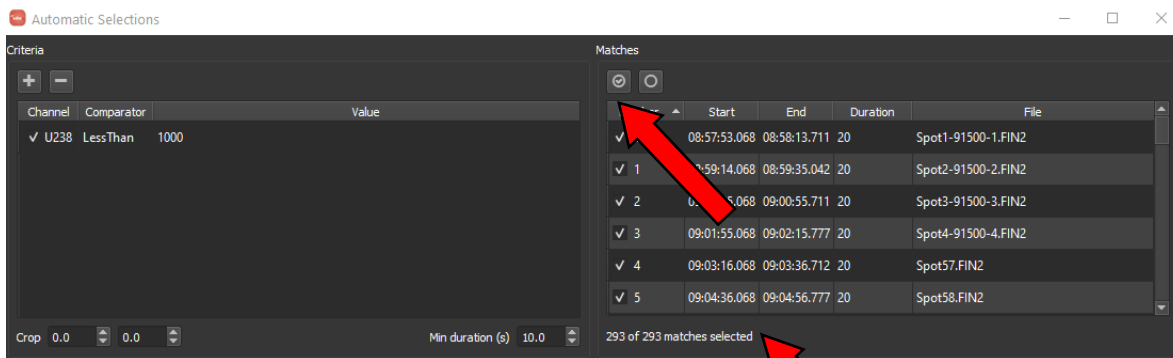 Automatic Selections
Criteria
Matches
Channel Comparator Value
Start End Duration File
U238 LessThan 1000
08:57:53.068 08:58:13.711 20 Spot1-91500-1.FIN2
1 08:59:35.042 20 Spot2-91500-2.FIN2
2 09:00:55.711 20 Spot3-91500-3.FIN2
3 09:01:55.068 09:02:15.777 20 Spot4-91500-4.FIN2
4 09:03:16.068 09:03:36.712 20 Spot57.FIN2
5 09:04:36.068 09:04:56.777 20 Spot58.FIN2
Crop 0.0 0.0 Min duration (s) 10.0
293 of 293 matches selected